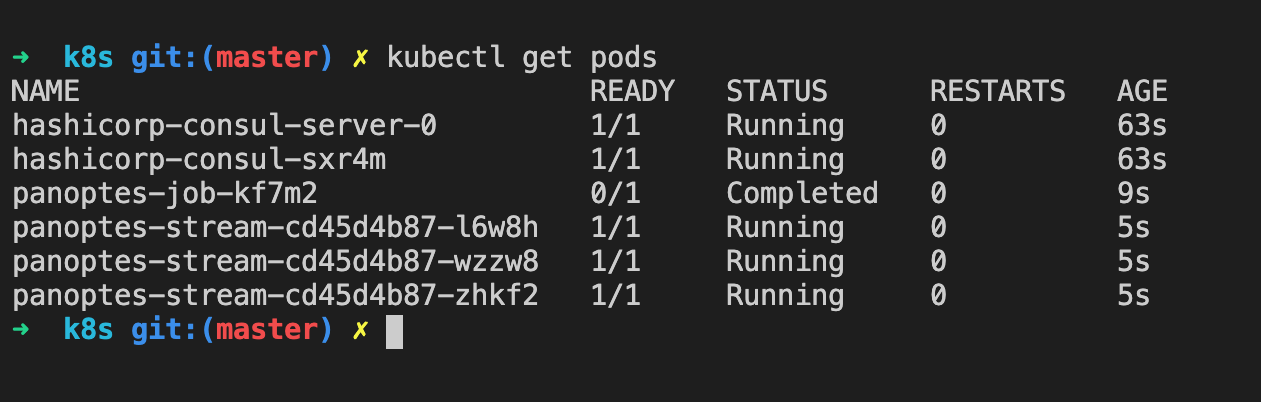 ➜  k8s git:(master) ✗ kubectl get pods
NAME                               READY   STATUS      RESTARTS   AGE
hashicorp-consul-server-0          1/1     Running     0          63s
hashicorp-consul-sxr4m             1/1     Running     0          63s
panoptes-job-kf7m2                 0/1     Completed   0          9s
panoptes-stream-cd45d4b87-l6w8h    1/1     Running     0          5s
panoptes-stream-cd45d4b87-wzzw8    1/1     Running     0          5s
panoptes-stream-cd45d4b87-zhkf2    1/1     Running     0          5s
➜  k8s git:(master) ✗